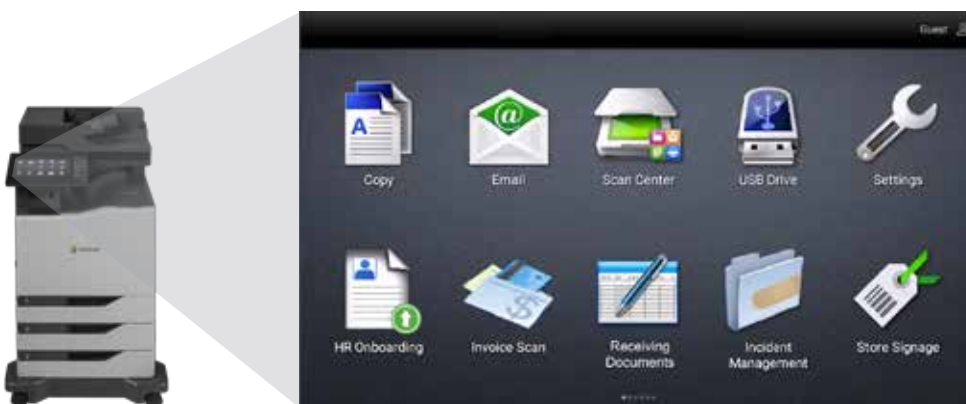 Guest
A
@
Copy
Email
Scan Center
USB Drive
Settings
$
HR Onboarding
Invoice Scan
Receiving
Documents
Incident
Management
Store Signage